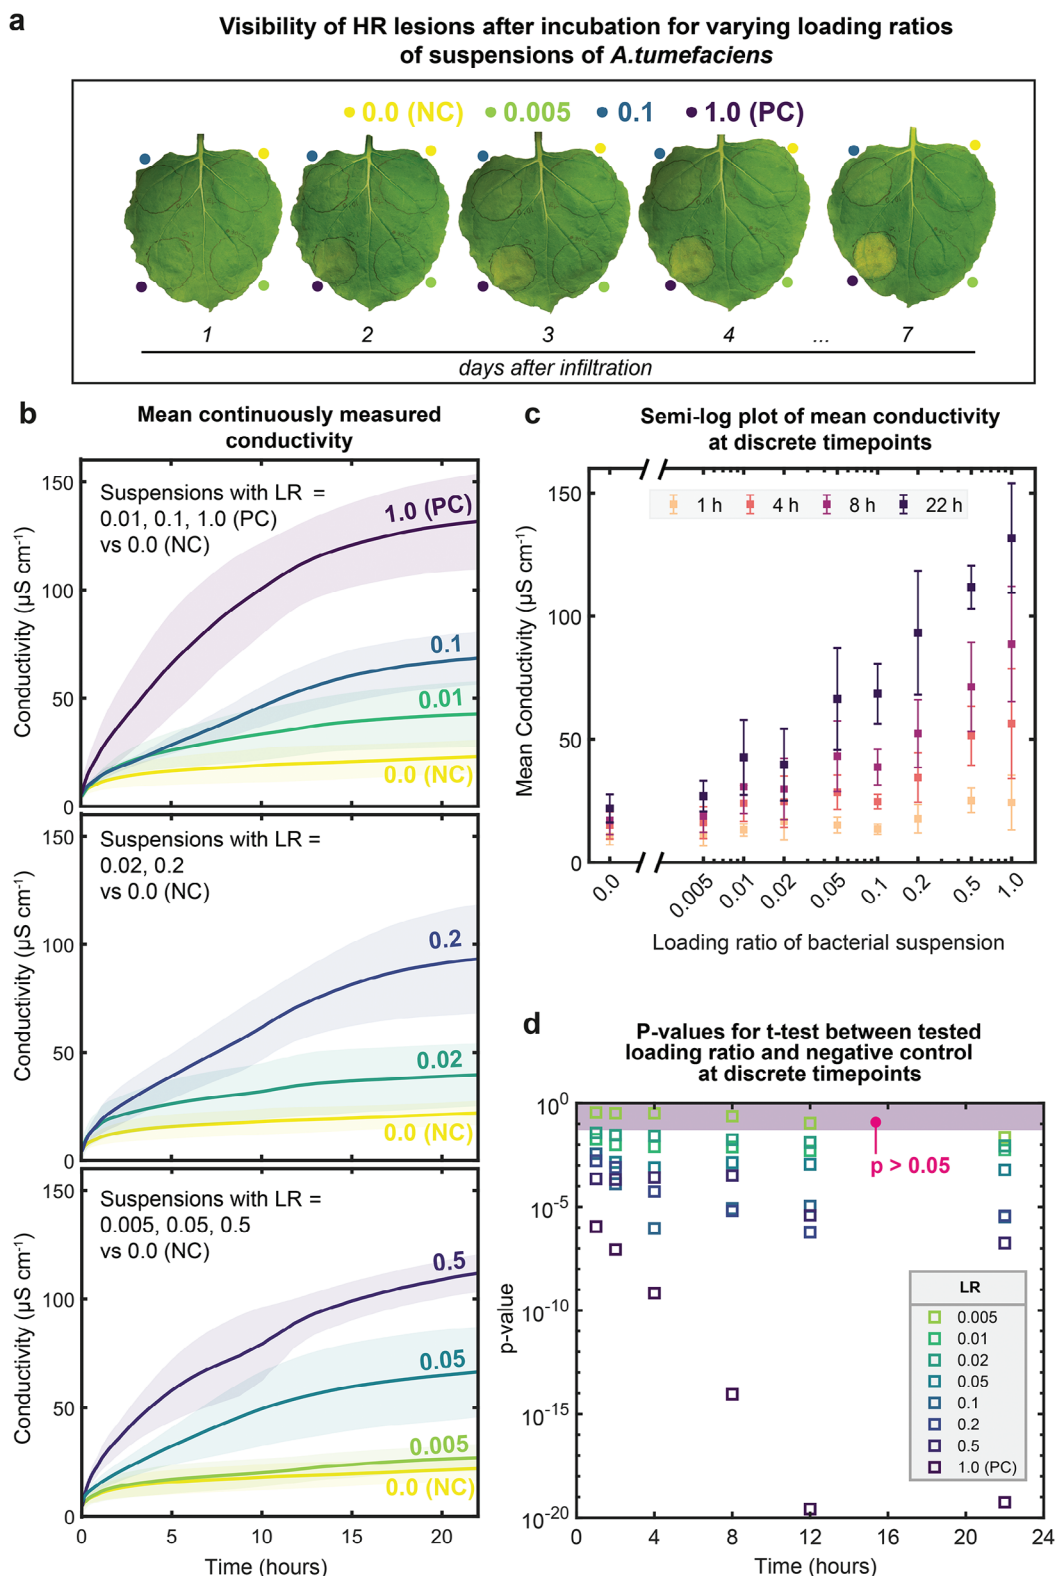 a
Visibility of HR lesions after incubation for varying loading ratios
of suspensions of A.tumefaciens
0.0 (NC) 0.005 0.1 1.0 (PC)
1 2 3 4 ... 7
days after infiltration
b
Mean continuously measured
conductivity
Conductivity (µS cm⁻¹)
150
100
50
0
Suspensions with LR =
0.01, 0.1, 1.0 (PC)
vs 0.0 (NC)
1.0 (PC)
0.1
0.01
0.0 (NC)
Conductivity (µS cm⁻¹)
150
100
50
0
Suspensions with LR =
0.02, 0.2
vs 0.0 (NC)
0.2
0.02
0.0 (NC)
Conductivity (µS cm⁻¹)
150
100
50
0
Suspensions with LR =
0.005, 0.05, 0.5
vs 0.0 (NC)
0.5
0.05
0.005
0.0 (NC)
0 5 10 15 20
Time (hours)
c
Semi-log plot of mean conductivity
at discrete timepoints
Mean Conductivity (µS cm⁻¹)
150
100
50
0
1 h 4 h 8 h 22 h
0.0 0.005 0.01 0.02 0.05 0.1 0.2 0.5 1.0
Loading ratio of bacterial suspension
d
P-values for t-test between tested
loading ratio and negative control
at discrete timepoints
p-value
10⁰
10⁻⁵
10⁻¹⁰
10⁻¹⁵
10⁻²⁰
p > 0.05
LR
0.005
0.01
0.02
0.05
0.1
0.2
0.5
1.0 (PC)
0 4 8 12 16 20 24
Time (hours)